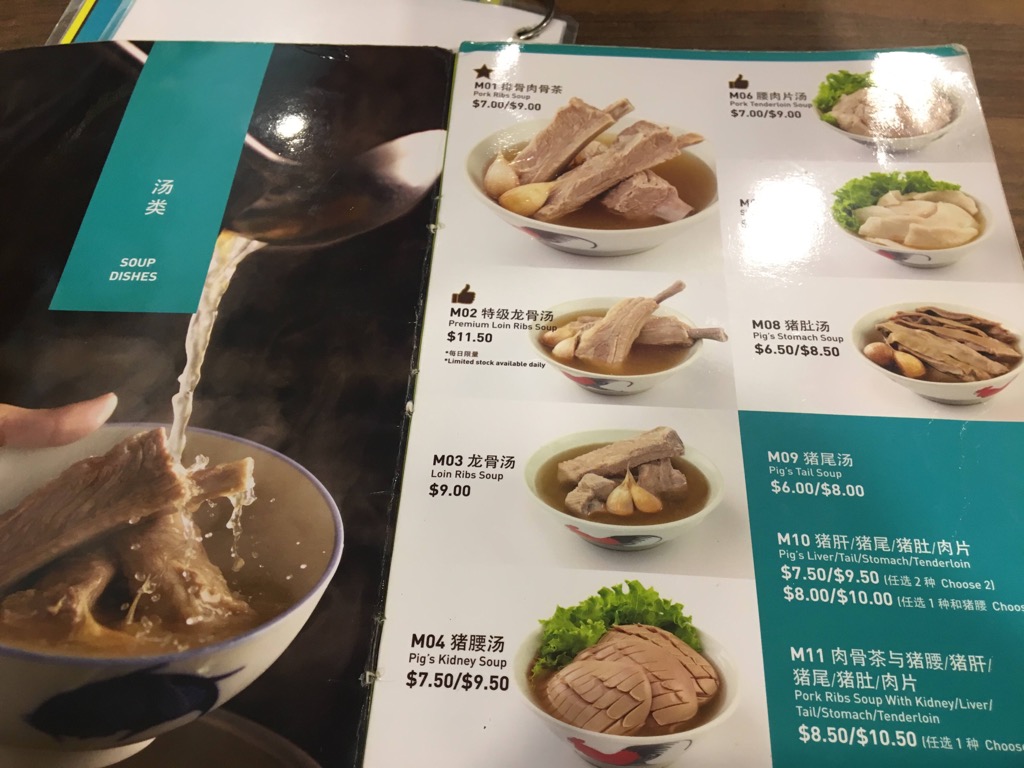 汤类
SOUP
DISHES
M01 排骨肉骨茶
Pork Ribs Soup
$7.00/$9.00
M02 特级龙骨汤
Premium Loin Ribs Soup
$11.50
*每日限量
*Limited stock available daily
M03 龙骨汤
Loin Ribs Soup
$9.00
M04 猪腰汤
Pig's Kidney Soup
$7.50/$9.50
M06 腰肉片汤
Pork Tenderloin Soup
$7.00/$9.00
M08 猪肚汤
Pig's Stomach Soup
$6.50/$8.50
M09 猪尾汤
Pig's Tail Soup
$6.00/$8.00
M10 猪肝/猪尾/猪肚/肉片
Pig's Liver/Tail/Stomach/Tenderloin
$7.50/$9.50 (任选 2 种 Choose 2)
$8.00/$10.00 (任选 1 种和猪腰 Choos
M11 肉骨茶与猪腰/猪肝/
猪尾/猪肚/肉片
Pork Ribs Soup With Kidney/Liver/
Tail/Stomach/Tenderloin
$8.50/$10.50 (任选 1 种 Choose